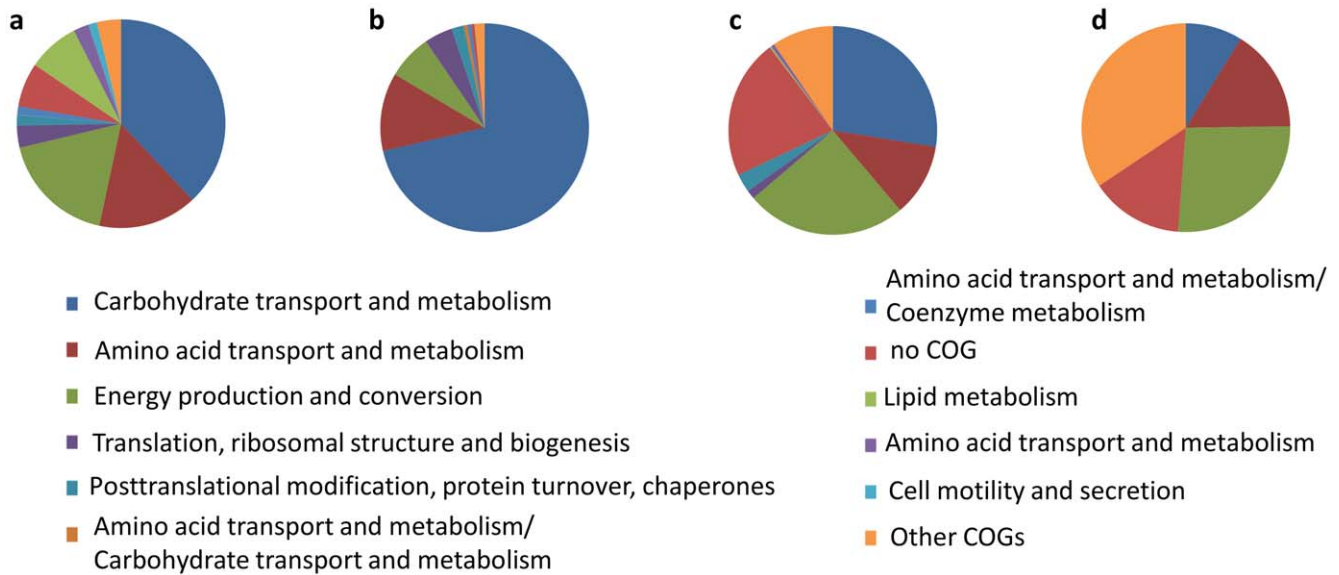 a
b
c
d
Carbohydrate transport and metabolism
Amino acid transport and metabolism
Energy production and conversion
Translation, ribosomal structure and biogenesis
Posttranslational modification, protein turnover, chaperones
Amino acid transport and metabolism/
Carbohydrate transport and metabolism
Amino acid transport and metabolism/
Coenzyme metabolism
no COG
Lipid metabolism
Amino acid transport and metabolism
Cell motility and secretion
Other COGs